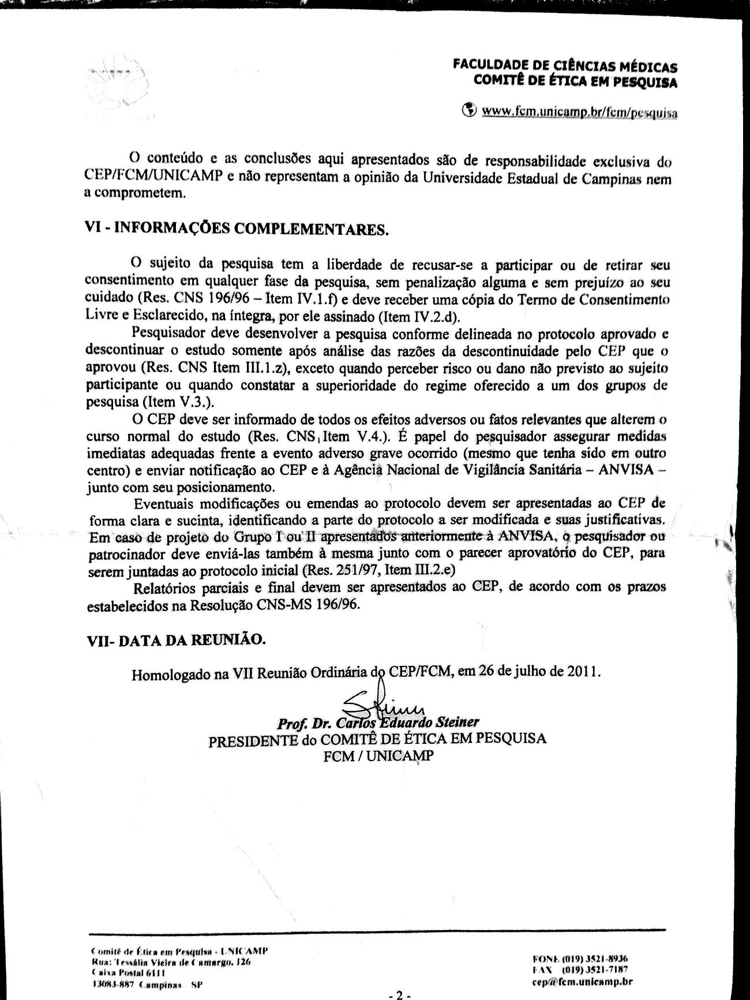 FACULDADE DE CIÊNCIAS MÉDICAS
COMITÊ DE ÉTICA EM PESQUISA
www.fcm.unicamp.br/fcm/pesquisa
O conteúdo e as conclusões aqui apresentados são de responsabilidade exclusiva do
CEP/FCM/UNICAMP e não representam a opinião da Universidade Estadual de Campinas nem
a comprometem.
VI - INFORMAÇÕES COMPLEMENTARES.
O sujeito da pesquisa tem a liberdade de recusar-se a participar ou de retirar seu
consentimento em qualquer fase da pesquisa, sem penalização alguma e sem prejuízo ao seu
cuidado (Res. CNS 196/96 – Item IV.1.f) e deve receber uma cópia do Termo de Consentimento
Livre e Esclarecido, na íntegra, por ele assinado (Item IV.2.d).
Pesquisador deve desenvolver a pesquisa conforme delineada no protocolo aprovado e
descontinuar o estudo somente após análise das razões da descontinuidade pelo CEP que o
aprovou (Res. CNS Item III.1.z), exceto quando perceber risco ou dano não previsto ao sujeito
participante ou quando constatar a superioridade do regime oferecido a um dos grupos de
pesquisa (Item V.3.).
O CEP deve ser informado de todos os efeitos adversos ou fatos relevantes que alterem o
curso normal do estudo (Res. CNS Item V.4.). É papel do pesquisador assegurar medidas
imediatas adequadas frente a evento adverso grave ocorrido (mesmo que tenha sido em outro
centro) e enviar notificação ao CEP e à Agência Nacional de Vigilância Sanitária – ANVISA –
junto com seu posicionamento.
Eventuais modificações ou emendas ao protocolo devem ser apresentadas ao CEP de
forma clara e sucinta, identificando a parte do protocolo a ser modificada e suas justificativas.
Em caso de projeto do Grupo I ou II apresentados anteriormente à ANVISA, o pesquisador ou
patrocinador deve enviá-las também à mesma junto com o parecer aprovatório do CEP, para
serem juntadas ao protocolo inicial (Res. 251/97, Item III.2.e)
Relatórios parciais e final devem ser apresentados ao CEP, de acordo com os prazos
estabelecidos na Resolução CNS-MS 196/96.
VII- DATA DA REUNIÃO.
Homologado na VII Reunião Ordinária do CEP/FCM, em 26 de julho de 2011.
Prof. Dr. Carlos Eduardo Steiner
PRESIDENTE do COMITÊ DE ÉTICA EM PESQUISA
FCM / UNICAMP
Comitê de Ética em Pesquisa - UNICAMP
Rua: Tessália Vieira de Camargo, 126
Caixa Postal 6111
13083-887 Campinas SP
FONE (019) 3521-8936
FAX (019) 3521-7187
cep@fcm.unicamp.br
- 2 -